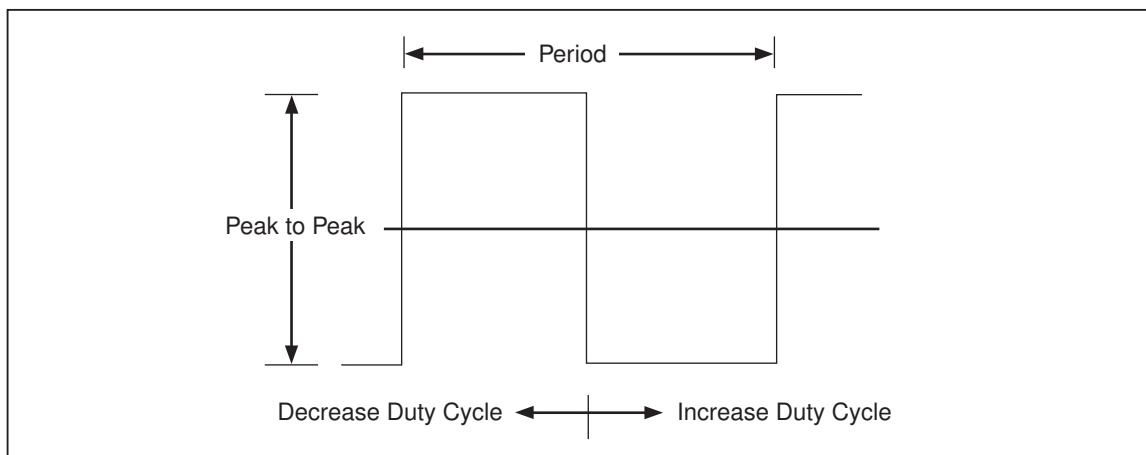 Period
Peak to Peak
Decrease Duty Cycle
Increase Duty Cycle